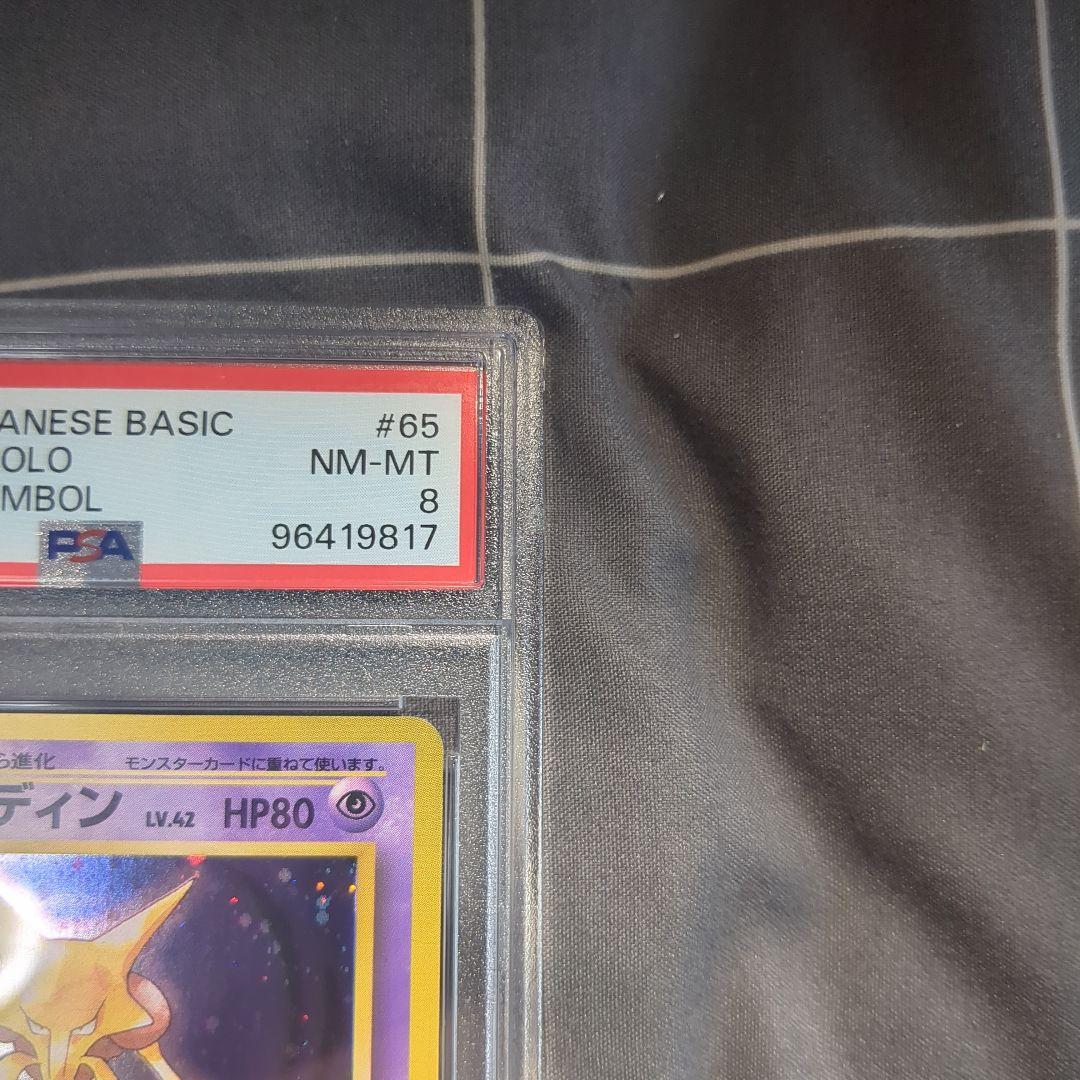 ANESE BASIC #65
OLO NM-MT
MBOL 8
PSA 96419817
ら進化 モンスターカードに重ねて使います。
ディン LV.42 HP80